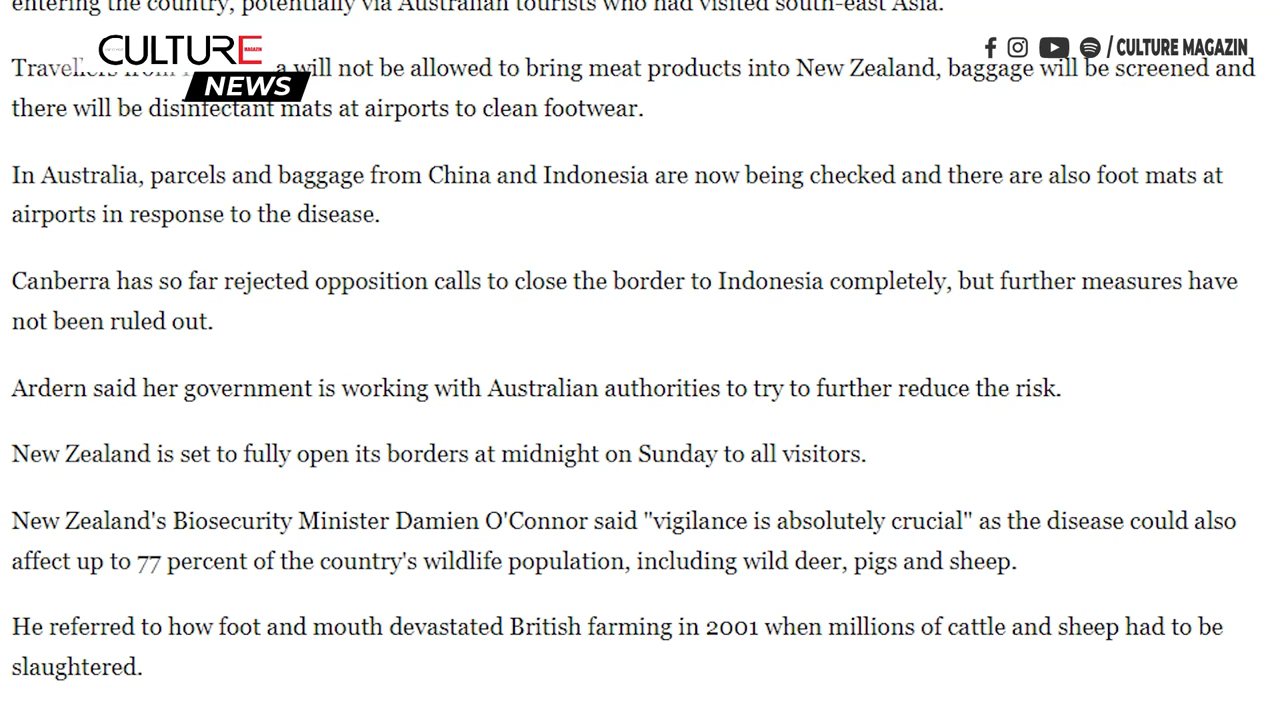 entering the country, potentially via Australian tourists who had visited south-east Asia.
CULTURE
MAGAZIN
NEWS
/ CULTURE MAGAZIN
Travellers from a will not be allowed to bring meat products into New Zealand, baggage will be screened and
there will be disinfectant mats at airports to clean footwear.
In Australia, parcels and baggage from China and Indonesia are now being checked and there are also foot mats at
airports in response to the disease.
Canberra has so far rejected opposition calls to close the border to Indonesia completely, but further measures have
not been ruled out.
Ardern said her government is working with Australian authorities to try to further reduce the risk.
New Zealand is set to fully open its borders at midnight on Sunday to all visitors.
New Zealand's Biosecurity Minister Damien O'Connor said "vigilance is absolutely crucial" as the disease could also
affect up to 77 percent of the country's wildlife population, including wild deer, pigs and sheep.
He referred to how foot and mouth devastated British farming in 2001 when millions of cattle and sheep had to be
slaughtered.